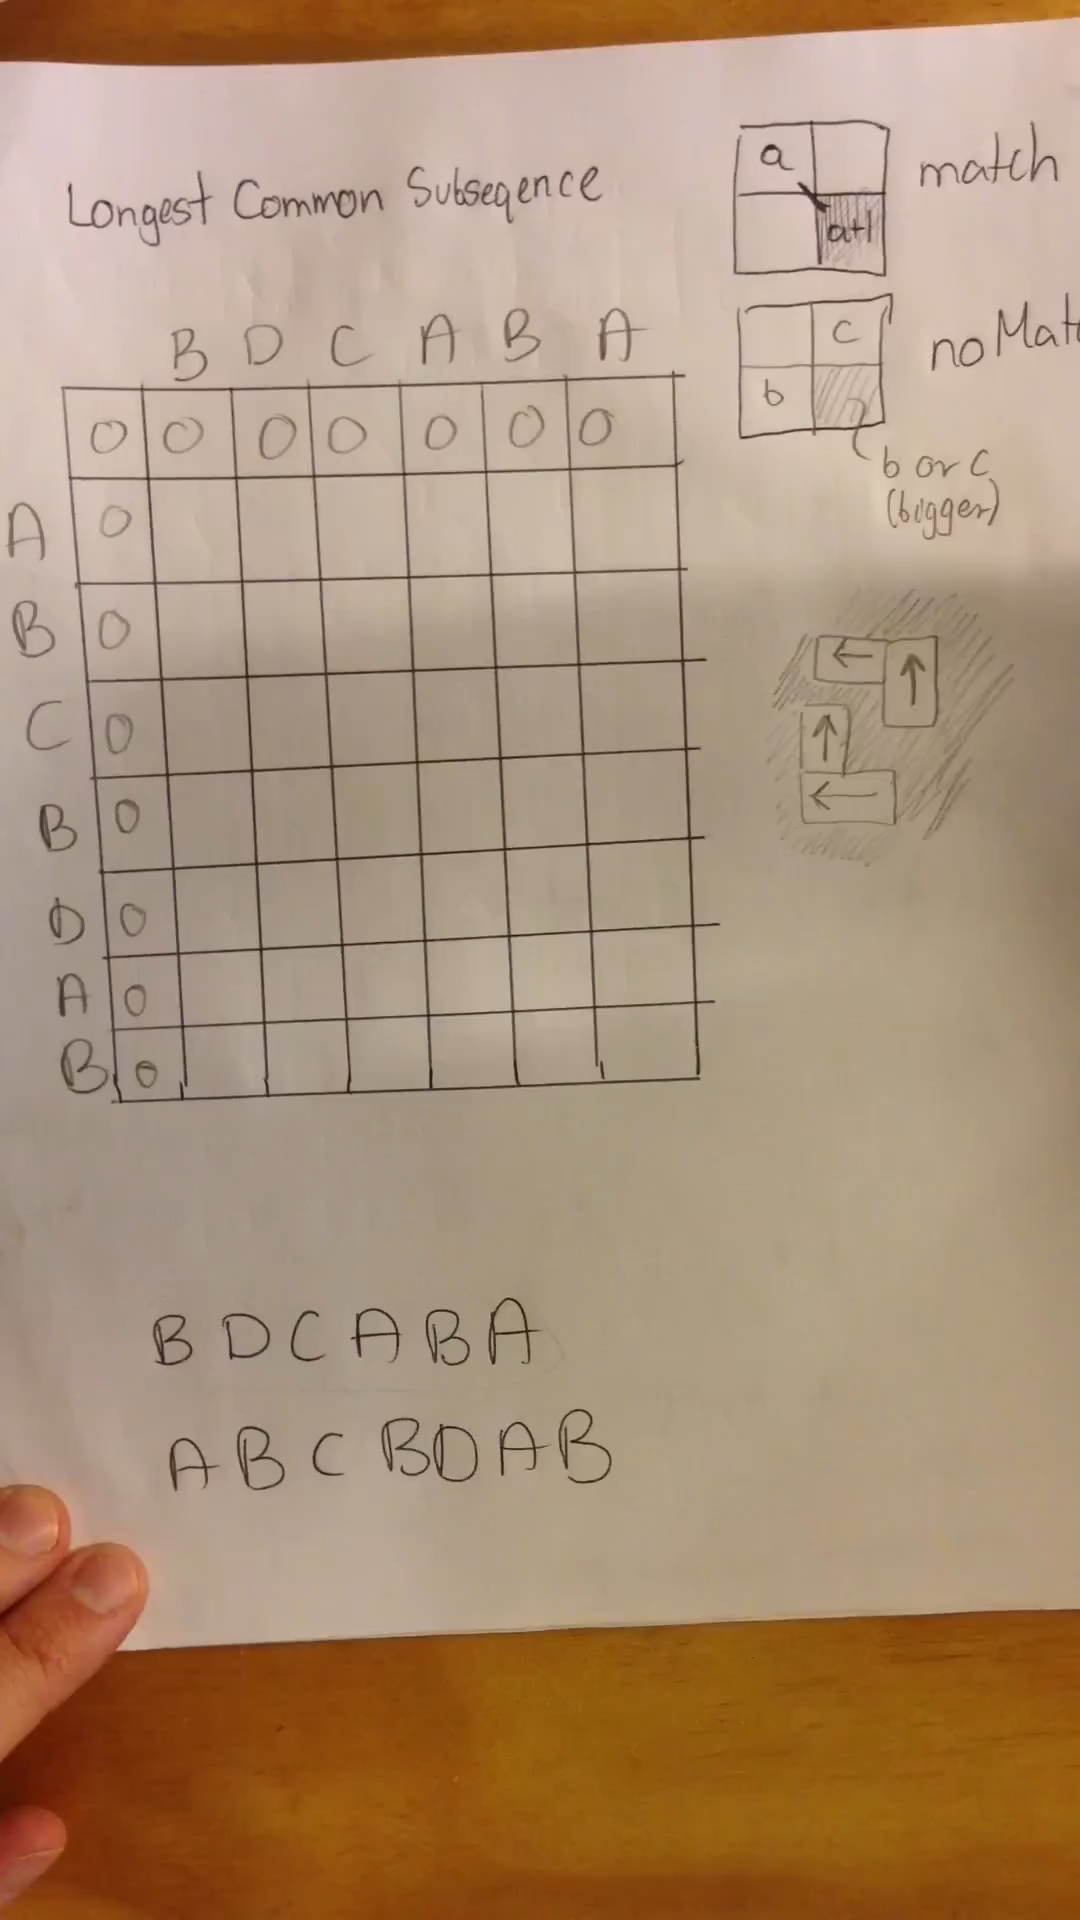 Longest Common Subseqence
a
match
a+1
c
noMat
b
b or c
(bigger)
B D C A B A
0 0 0 0 0 0 0
A 0
B 0
C 0
B 0
D 0
A 0
B 0
B D C A B A
A B C B D A B